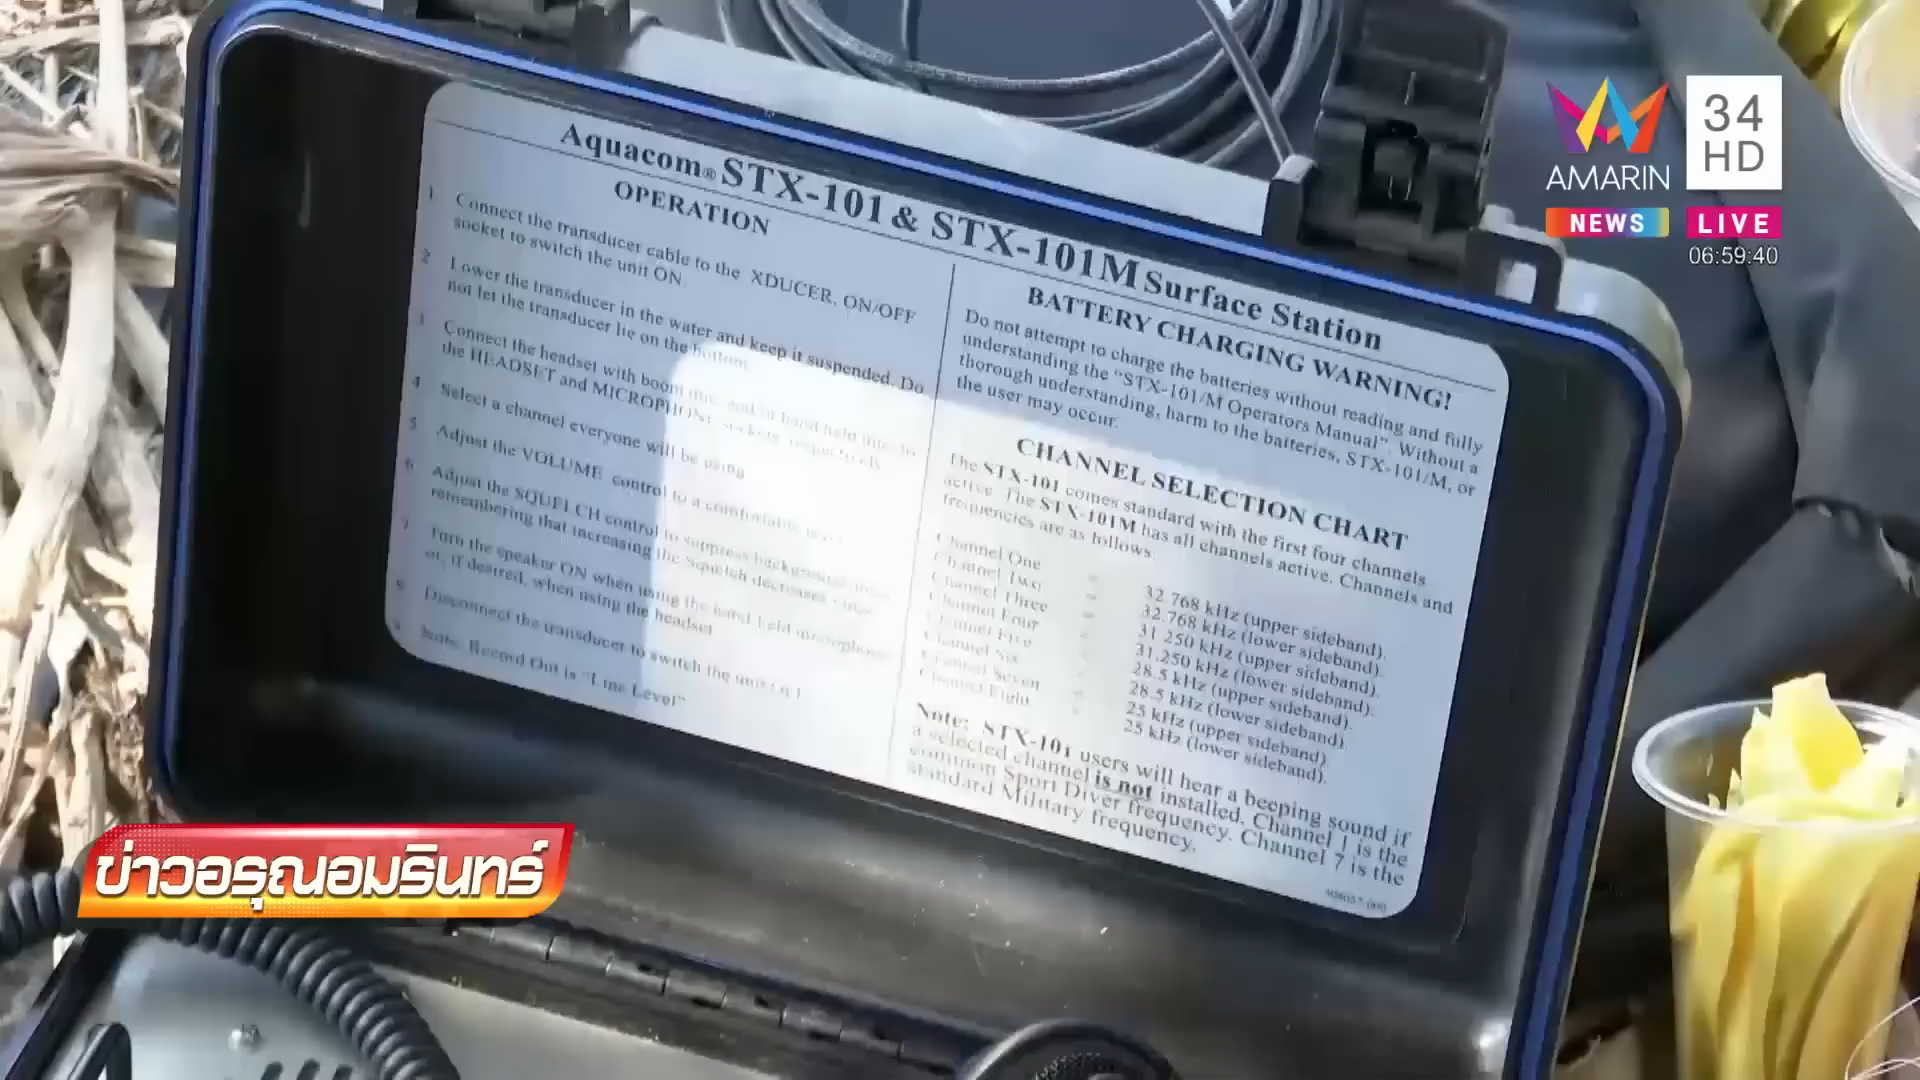 Aquacom® STX-101 & STX-101M Surface Station
OPERATION
1 Connect the transducer cable to the XDUCER, ON/OFF
socket to switch the unit ON
2 Lower the transducer in the water and keep it suspended. Do
not let the transducer lie on the bottom
3 Connect the headset with boom mic and/or hand held mic to
the HEADSET and MICROPHONE sockets respectively
4 Select a channel everyone will be using
5 Adjust the VOLUME control to a comfortable level
6 Adjust the SQUELCH control to suppress background
remembering that increasing the Squelch decreases range
7 Turn the speaker ON when using the hand held microphone
or, if desired, when using the headset
8 Disconnect the transducer to switch the unit Off
9 Note: Record Out is "Line Level"
BATTERY CHARGING WARNING!
Do not attempt to charge the batteries without reading and fully
understanding the "STX-101/M Operators Manual". Without a
thorough understanding, harm to the batteries, STX-101/M, or
the user may occur.
CHANNEL SELECTION CHART
The STX-101 comes standard with the first four channels
active. The STX-101M has all channels active. Channels and
frequencies are as follows
Channel One 32.768 kHz (upper sideband).
Channel Two 32.768 kHz (lower sideband).
Channel Three 31.250 kHz (upper sideband).
Channel Four 31.250 kHz (lower sideband).
Channel Five 28.5 kHz (upper sideband).
Channel Six 28.5 kHz (lower sideband).
Channel Seven 25 kHz (upper sideband).
Channel Eight 25 kHz (lower sideband).
Note: STX-101 users will hear a beeping sound if
a selected channel is not installed. Channel 1 is the
common Sport Diver frequency. Channel 7 is the
standard Military frequency.
AMARIN
34
HD
NEWS
LIVE
06:59:40
ข่าวอรุณอมรินทร์